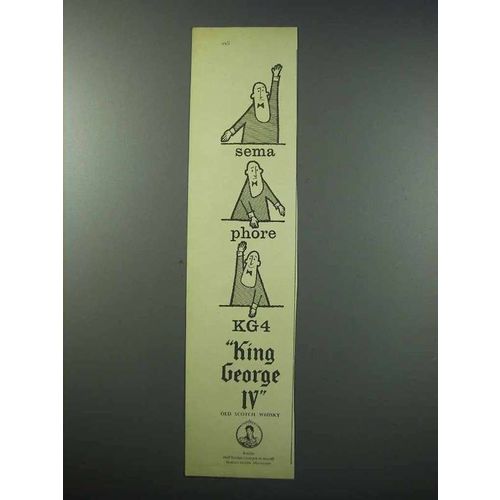 sema
phore
KG4
"King
George
IV"
OLD SCOTCH WHISKY